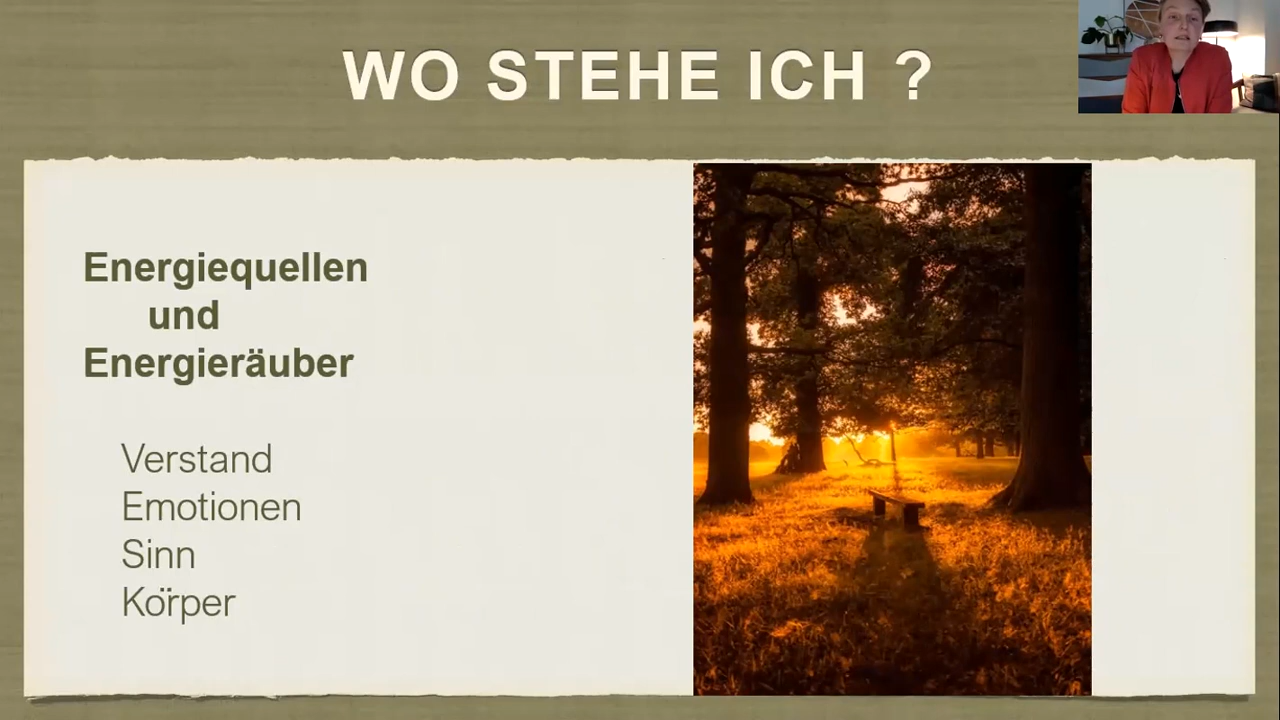 WO STEHE ICH ?
Energiequellen
und
Energieräuber
Verstand
Emotionen
Sinn
Körper